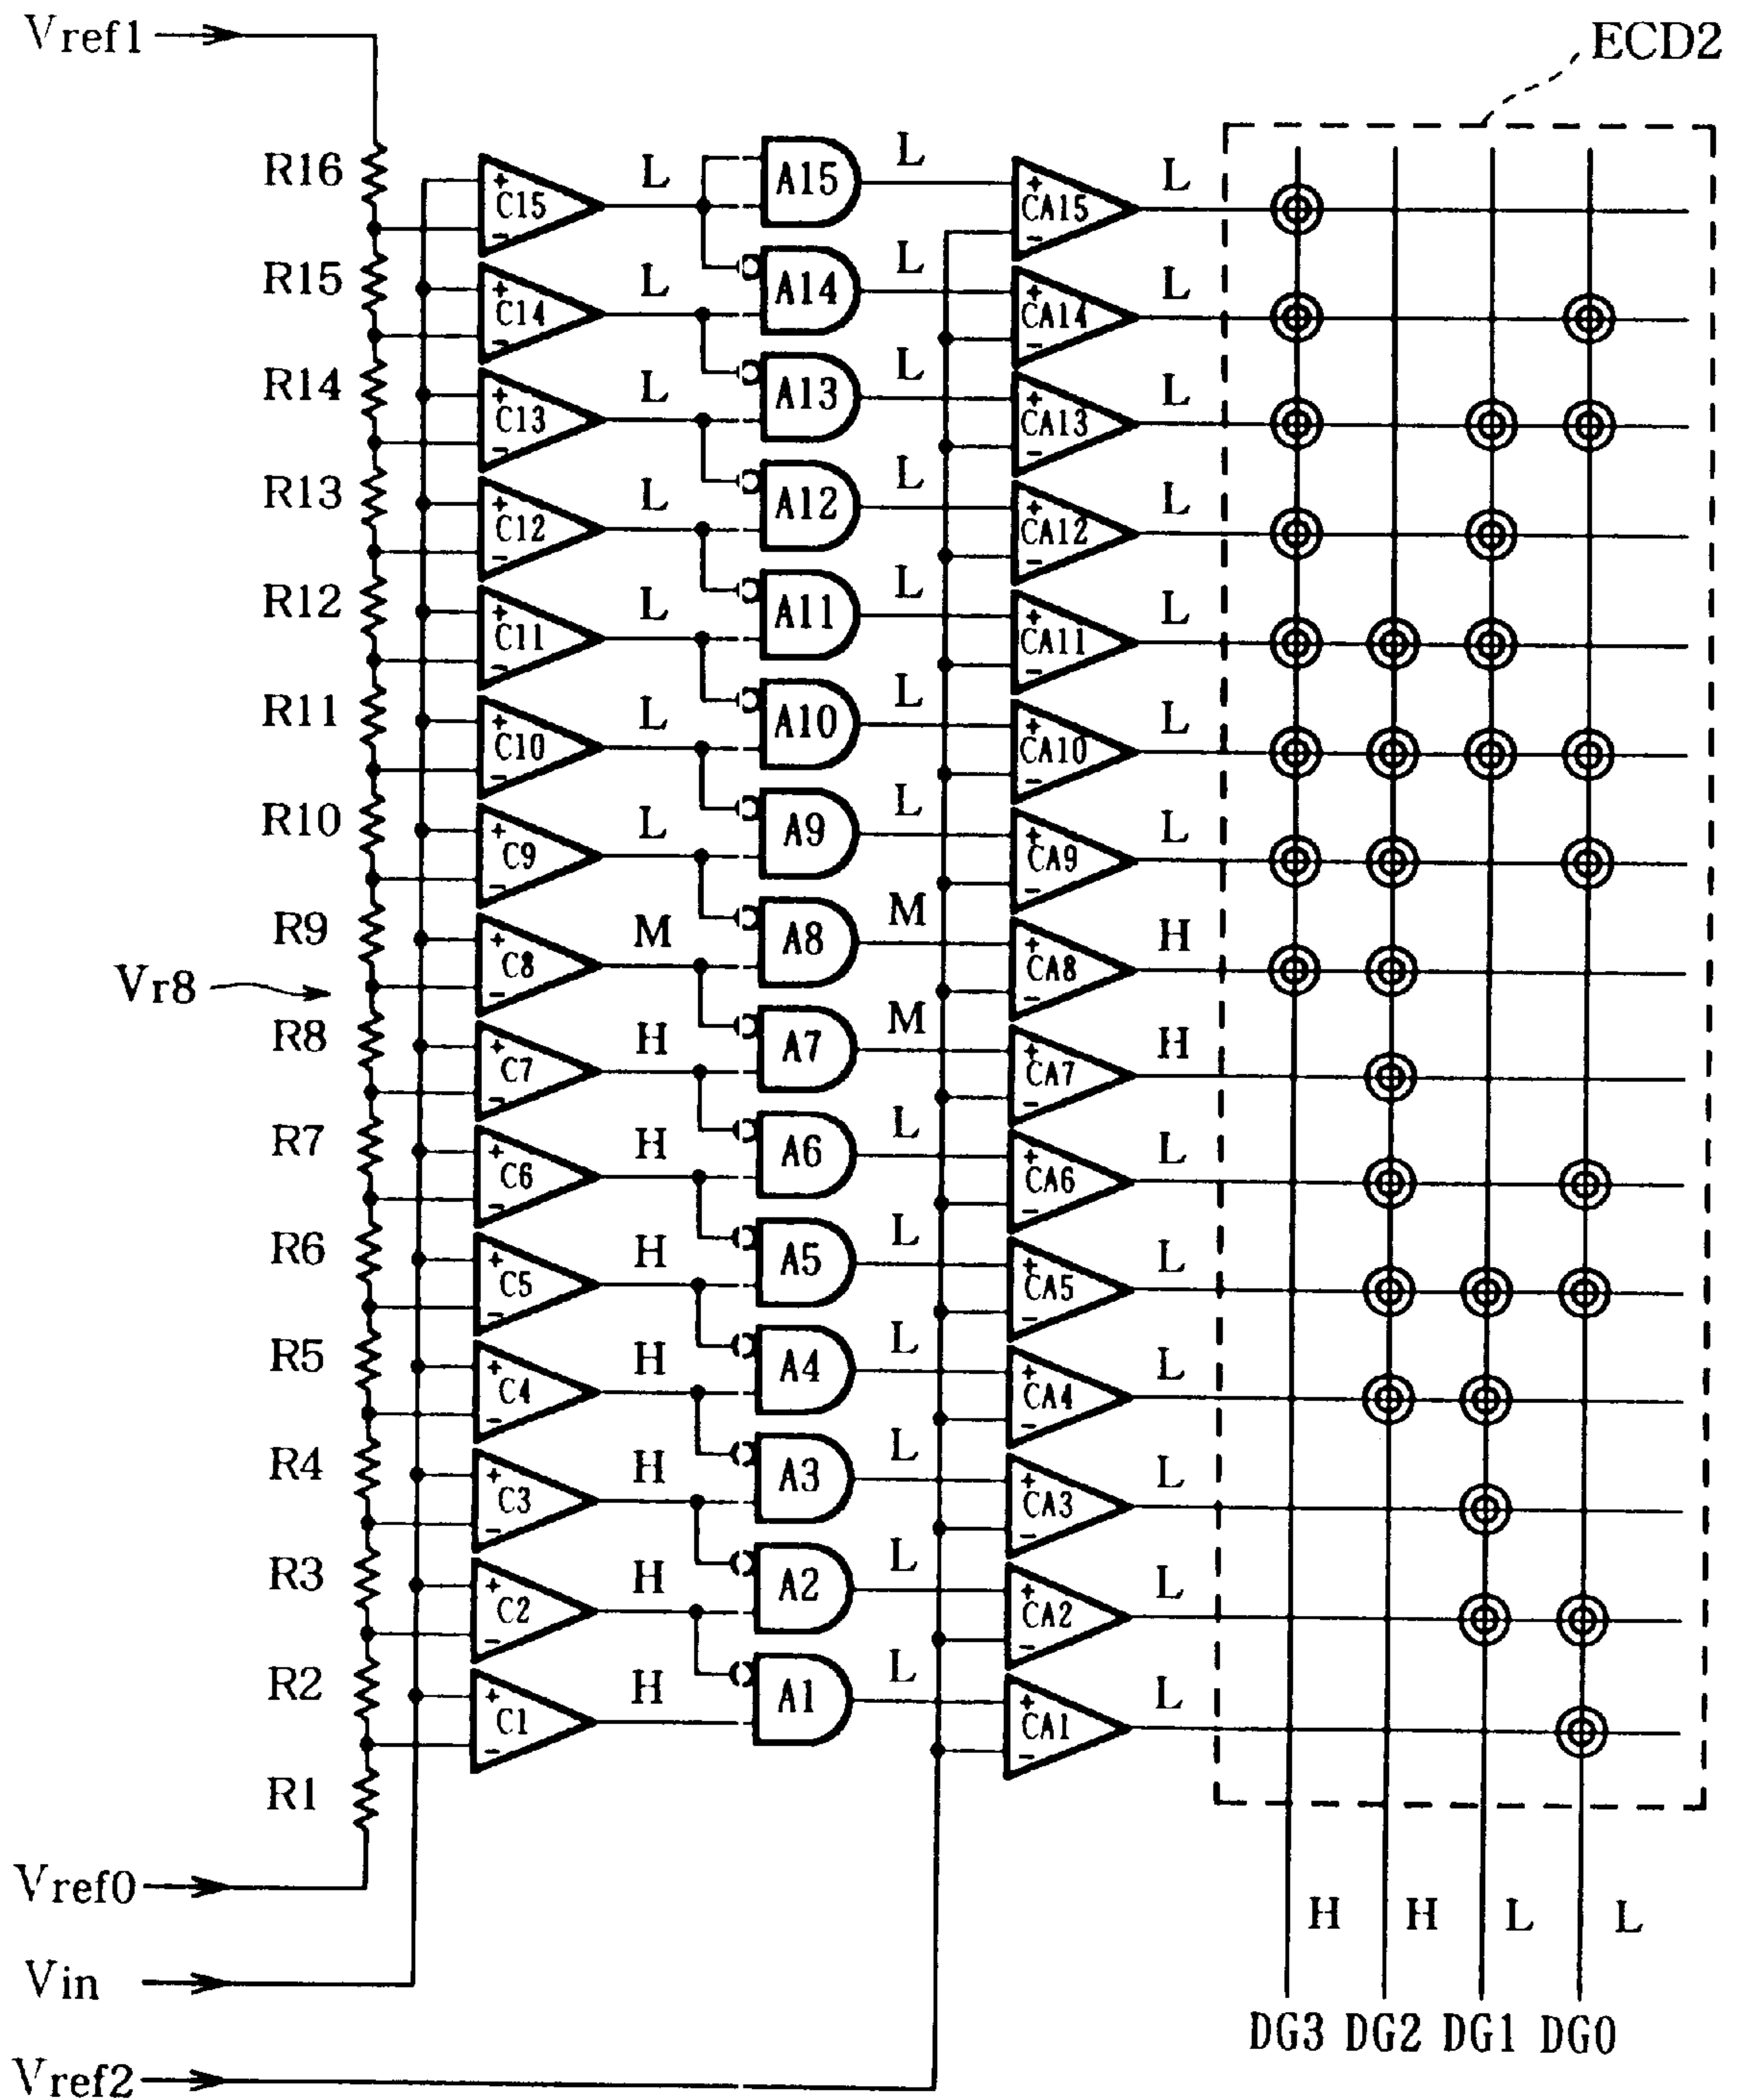 Vref1
ECD2
R16 + C15 - L A15 L + CA15 - L
R15 + C14 - L A14 L + CA14 - L
R14 + C13 - L A13 L + CA13 - L
R13 + C12 - L A12 L + CA12 - L
R12 + C11 - L A11 L + CA11 - L
R11 + C10 - L A10 L + CA10 - L
R10 + C9 - L A9 L + CA9 - L
R9 + C8 - M A8 M + CA8 - H
Vr8
R8 + C7 - H A7 M + CA7 - H
R7 + C6 - H A6 L + CA6 - L
R6 + C5 - H A5 L + CA5 - L
R5 + C4 - H A4 L + CA4 - L
R4 + C3 - H A3 L + CA3 - L
R3 + C2 - H A2 L + CA2 - L
R2 + C1 - H A1 L + CA1 - L
R1
Vref0
H H L L
Vin
DG3 DG2 DG1 DG0
Vref2